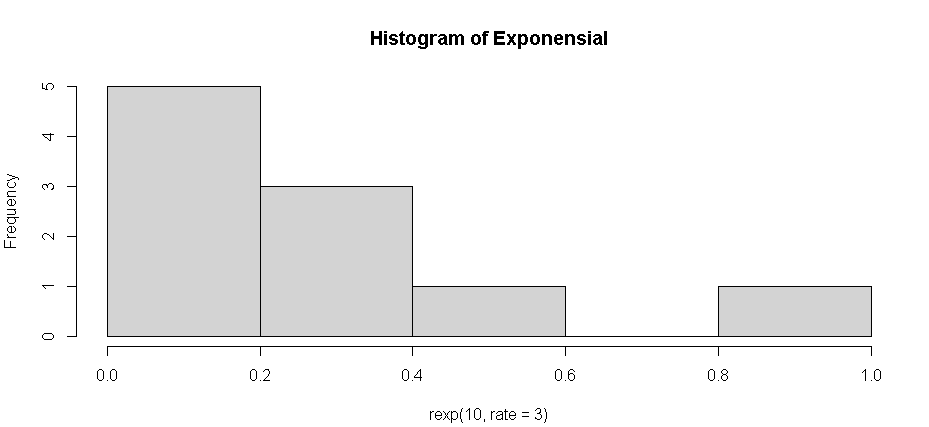 Histogram of Exponensial
Frequency
5
4
3
2
1
0
0.0 0.2 0.4 0.6 0.8 1.0
rexp(10, rate = 3)